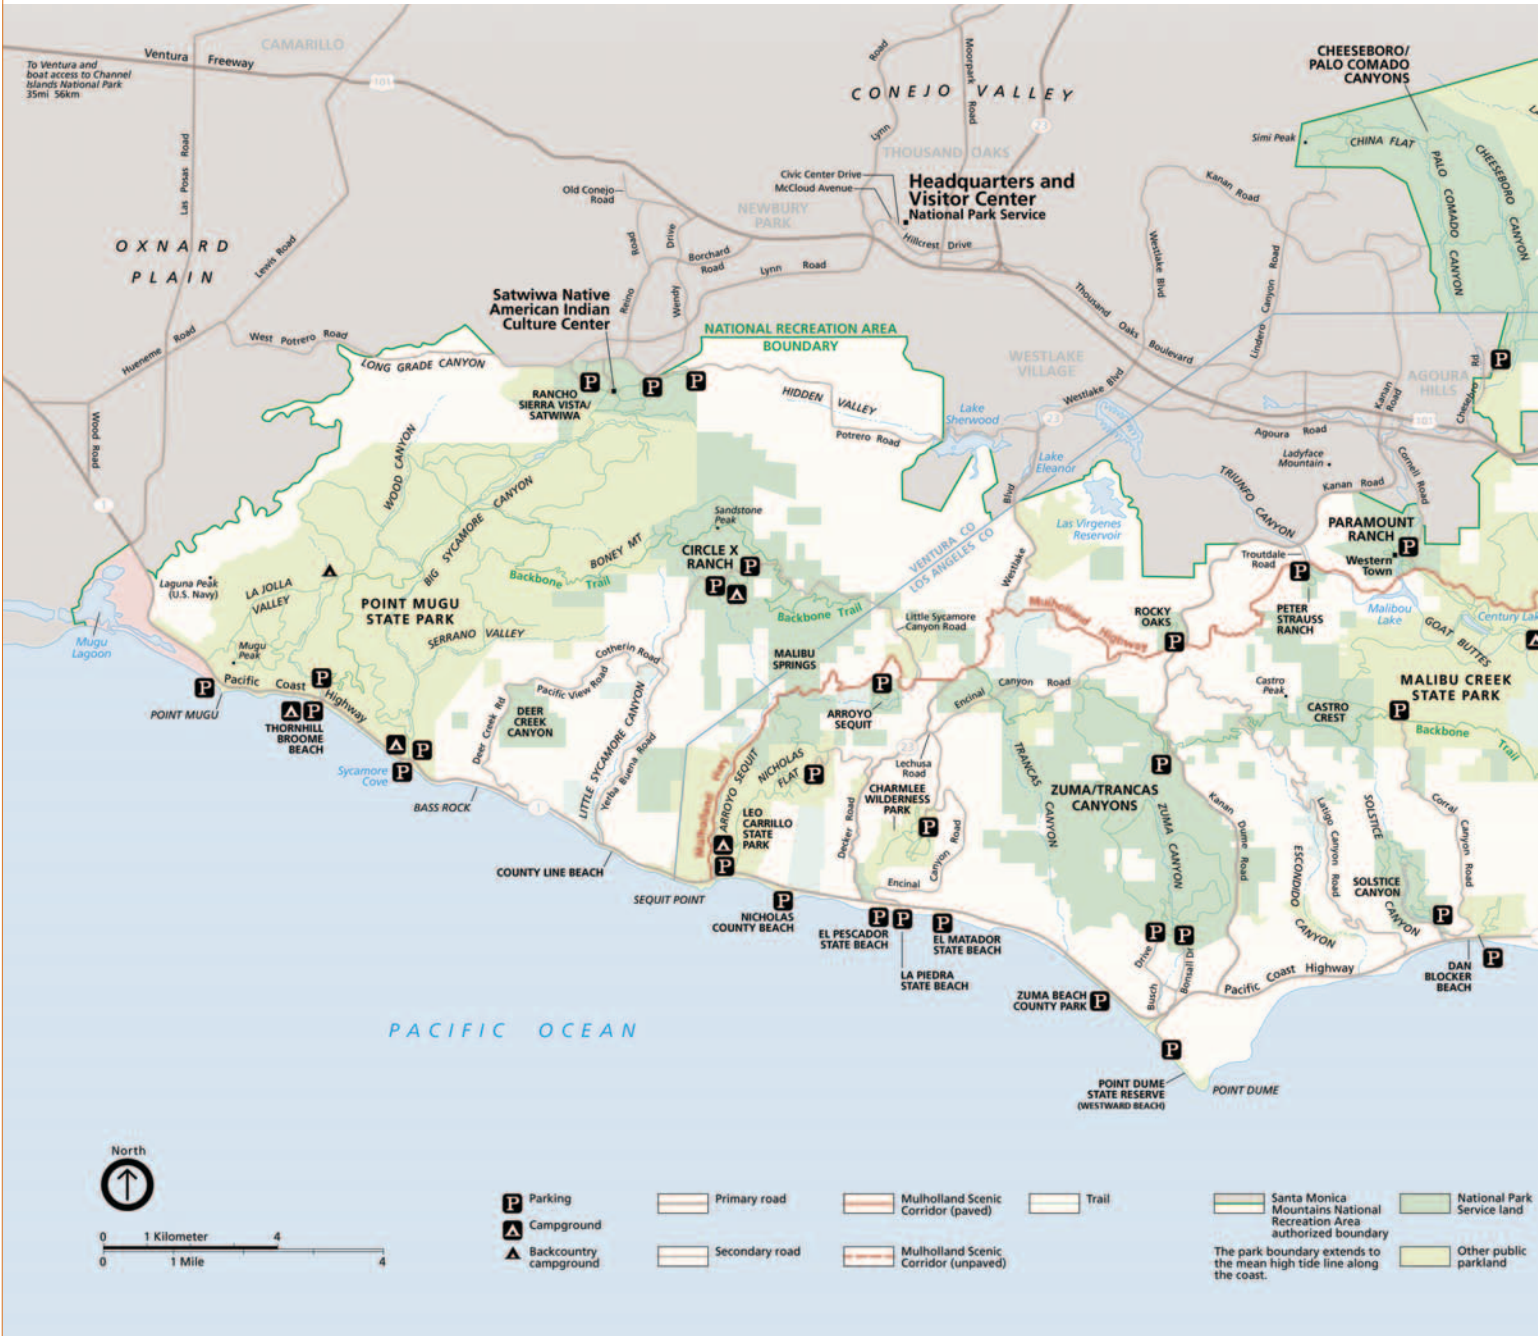 CAMARILLO
Ventura Freeway
101
To Ventura and
boat access to Channel
Islands National Park
35mi 56km
Las Posas Road
Lewis Road
OXNARD
PLAIN
Hueneme Road
West Potrero Road
Wood Road
1
Road
Moorpark
Road
CONEJO VALLEY
Lynn
23
THOUSAND OAKS
Civic Center Drive
McCloud Avenue
Headquarters and
Visitor Center
National Park Service
Hillcrest Drive
Old Conejo
Road
NEWBURY
PARK
Road
Drive
Borchard
Road
Lynn Road
Reino
Wendy
Satwiwa Native
American Indian
Culture Center
NATIONAL RECREATION AREA
BOUNDARY
LONG GRADE CANYON
RANCHO
SIERRA VISTA/
SATWIWA
HIDDEN VALLEY
Potrero Road
Lake
Sherwood
23
Lake
Eleanor
WESTLAKE
VILLAGE
Westlake Blvd
Westlake Blvd
Thousand Oaks Boulevard
Kanan Road
Lindero Canyon Road
CHEESEBORO/
PALO COMADO
CANYONS
Simi Peak
CHINA FLAT
PALO COMADO CANYON
CHEESEBORO CANYON
AGOURA
HILLS
Kanan
Road
101
Cheseboro Rd
Agoura Road
Ladyface
Mountain
Cornell Road
Kanan Road
TRIUNFO CANYON
Las Virgenes
Reservoir
PARAMOUNT
RANCH
Western
Town
Troutdale
Road
PETER
STRAUSS
RANCH
Malibou
Lake
Century Lake
GOAT BUTTES
MALIBU CREEK
STATE PARK
Castro
Peak
CASTRO
CREST
Backbone
Trail
WOOD CANYON
BIG SYCAMORE CANYON
Sandstone
Peak
CIRCLE X
RANCH
BONEY MT
Backbone
Trail
Laguna Peak
(U.S. Navy)
LA JOLLA
VALLEY
POINT MUGU
STATE PARK
SERRANO VALLEY
Mugu
Lagoon
Mugu
Peak
Pacific Coast Highway
POINT MUGU
THORNHILL
BROOME
BEACH
Sycamore
Cove
BASS ROCK
1
Deer Creek Rd
DEER
CREEK
CANYON
Pacific View Road
Cotherin Road
LITTLE SYCAMORE CANYON
Yerba Buena Road
COUNTY LINE BEACH
Backbone Trail
MALIBU
SPRINGS
VENTURA CO
LOS ANGELES CO
Westlake
Blvd
Little Sycamore
Canyon Road
Mulholland Highway
ROCKY
OAKS
ARROYO
SEQUIT
Encinal Canyon Road
23
Lechusa
Road
Mulholland Hwy
ARROYO SEQUIT
NICHOLAS
FLAT
LEO
CARRILLO
STATE
PARK
SEQUIT POINT
NICHOLAS
COUNTY BEACH
Decker Road
CHARMLEE
WILDERNESS
PARK
Encinal Canyon Road
EL PESCADOR
STATE BEACH
LA PIEDRA
STATE BEACH
EL MATADOR
STATE BEACH
TRANCAS CANYON
ZUMA/TRANCAS
CANYONS
ZUMA CANYON
Kanan Dume Road
ESCONDIDO
CANYON
Latigo Canyon Road
SOLSTICE
CANYON
SOLSTICE
CANYON
Corral Canyon Road
Busch Drive
Bonsall Dr
Pacific Coast Highway
DAN
BLOCKER
BEACH
ZUMA BEACH
COUNTY PARK
POINT DUME
STATE RESERVE
(WESTWARD BEACH)
POINT DUME
PACIFIC OCEAN
North
0 1 Kilometer 4
0 1 Mile 4
Parking
Campground
Backcountry
campground
Primary road
Secondary road
Mulholland Scenic
Corridor (paved)
Mulholland Scenic
Corridor (unpaved)
Trail
Santa Monica
Mountains National
Recreation Area
authorized boundary
The park boundary extends to
the mean high tide line along
the coast.
National Park
Service land
Other public
parkland